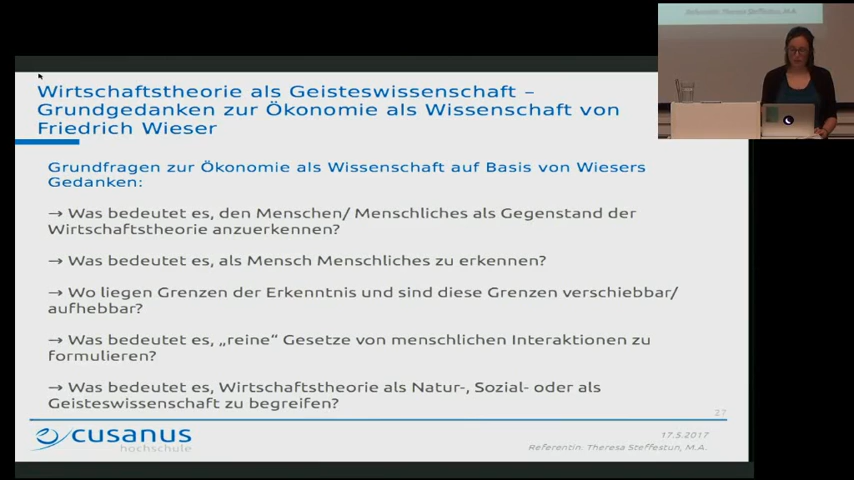 Referentin: Theresa Steffestun, M.A.
Wirtschaftstheorie als Geisteswissenschaft –
Grundgedanken zur Ökonomie als Wissenschaft von
Friedrich Wieser
Grundfragen zur Ökonomie als Wissenschaft auf Basis von Wiesers
Gedanken:
→ Was bedeutet es, den Menschen/ Menschliches als Gegenstand der
Wirtschaftstheorie anzuerkennen?
→ Was bedeutet es, als Mensch Menschliches zu erkennen?
→ Wo liegen Grenzen der Erkenntnis und sind diese Grenzen verschiebbar/
aufhebbar?
→ Was bedeutet es, „reine“ Gesetze von menschlichen Interaktionen zu
formulieren?
→ Was bedeutet es, Wirtschaftstheorie als Natur-, Sozial- oder als
Geisteswissenschaft zu begreifen?
27
cusanus
hochschule
17.5.2017
Referentin: Theresa Steffestun, M.A.